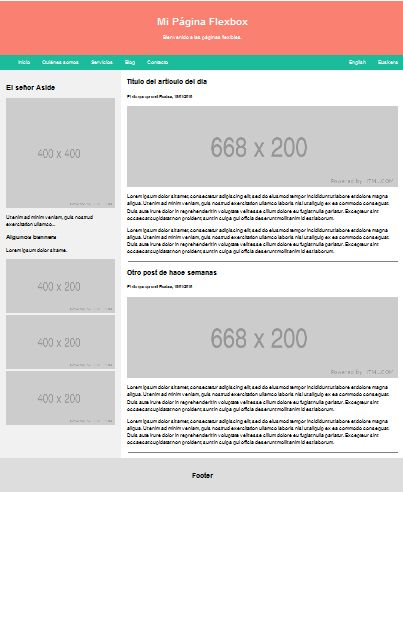 Mi Página Flexbox
Bienvenido a las páginas flexibles.
Inicio Quiénes somos Servicios Blog Contacto English Euskera
El señor Aside
400 x 400
Ut enim ad minim veniam, quis nostrud
exercitation ullamco...
Algunos banners
Lorem ipsum dolor sit ame.
400 x 200
400 x 200
400 x 200
Título del artículo del día
668 x 200
Powered by HTML.COM
Lorem ipsum dolor sit amet, consectetur adipiscing elit, sed do eiusmod tempor incididunt ut labore et dolore magna
aliqua. Ut enim ad minim veniam, quis nostrud exercitation ullamco laboris nisi ut aliquip ex ea commodo consequat.
Duis aute irure dolor in reprehenderit in voluptate velit esse cillum dolore eu fugiat nulla pariatur. Excepteur sint
occaecat cupidatat non proident, sunt in culpa qui officia deserunt mollit anim id est laborum.
Lorem ipsum dolor sit amet, consectetur adipiscing elit, sed do eiusmod tempor incididunt ut labore et dolore magna
aliqua. Ut enim ad minim veniam, quis nostrud exercitation ullamco laboris nisi ut aliquip ex ea commodo consequat.
Duis aute irure dolor in reprehenderit in voluptate velit esse cillum dolore eu fugiat nulla pariatur. Excepteur sint
occaecat cupidatat non proident, sunt in culpa qui officia deserunt mollit anim id est laborum.
Otro post de hace semanas
668 x 200
Powered by HTML.COM
Lorem ipsum dolor sit amet, consectetur adipiscing elit, sed do eiusmod tempor incididunt ut labore et dolore magna
aliqua. Ut enim ad minim veniam, quis nostrud exercitation ullamco laboris nisi ut aliquip ex ea commodo consequat.
Duis aute irure dolor in reprehenderit in voluptate velit esse cillum dolore eu fugiat nulla pariatur. Excepteur sint
occaecat cupidatat non proident, sunt in culpa qui officia deserunt mollit anim id est laborum.
Lorem ipsum dolor sit amet, consectetur adipiscing elit, sed do eiusmod tempor incididunt ut labore et dolore magna
aliqua. Ut enim ad minim veniam, quis nostrud exercitation ullamco laboris nisi ut aliquip ex ea commodo consequat.
Duis aute irure dolor in reprehenderit in voluptate velit esse cillum dolore eu fugiat nulla pariatur. Excepteur sint
occaecat cupidatat non proident, sunt in culpa qui officia deserunt mollit anim id est laborum.
Footer